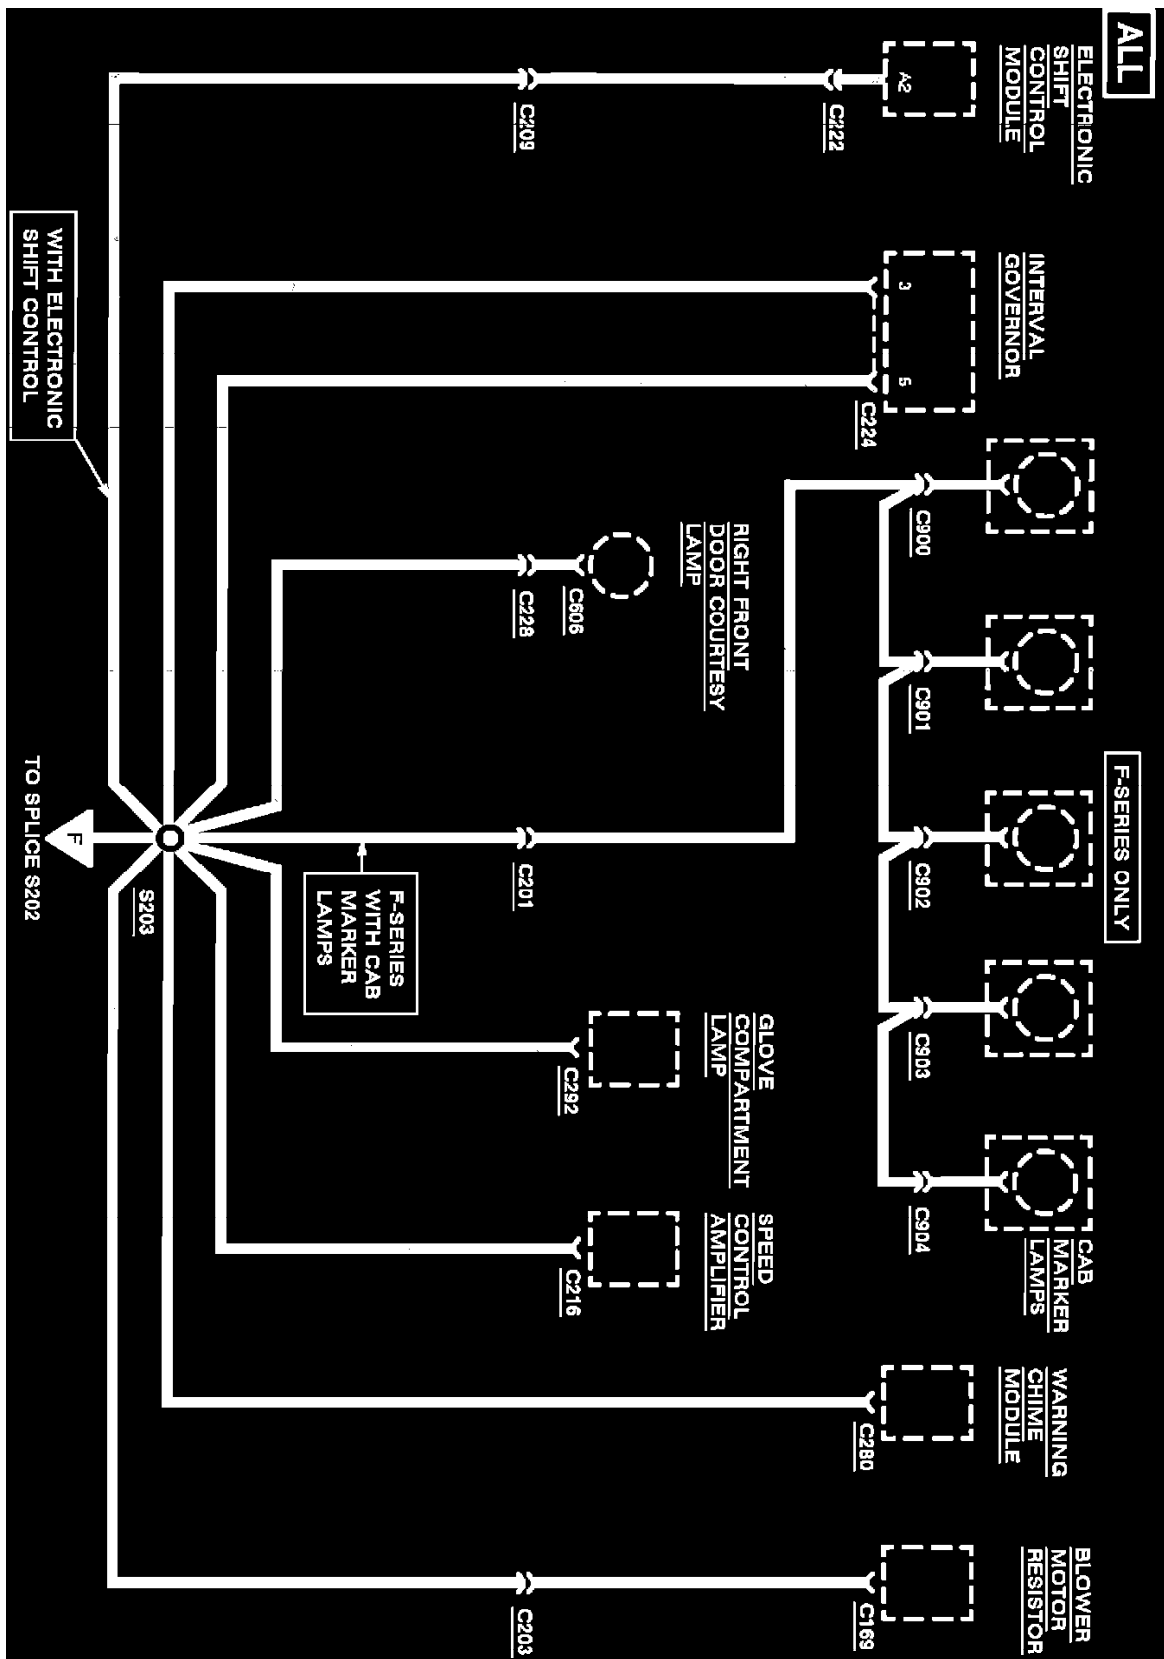 ALL
ELECTRONIC
SHIFT
CONTROL
MODULE
A2
C222
C209
INTERVAL
GOVERNOR
3
5
C224
WITH ELECTRONIC
SHIFT CONTROL
RIGHT FRONT
DOOR COURTESY
LAMP
C606
C228
F-SERIES ONLY
CAB
MARKER
LAMPS
C900
C901
C902
C903
C904
C201
F-SERIES
WITH CAB
MARKER
LAMPS
GLOVE
COMPARTMENT
LAMP
C292
SPEED
CONTROL
AMPLIFIER
C216
WARNING
CHIME
MODULE
C280
BLOWER
MOTOR
RESISTOR
C169
C203
S203
F
TO SPLICE S202